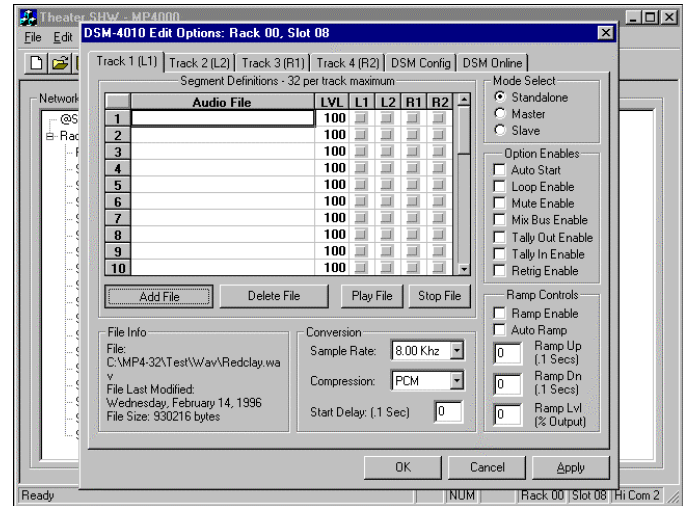 Theater SHW - MP4000
File Edit
DSM-4010 Edit Options: Rack 00, Slot 08
Track 1 (L1) Track 2 (L2) Track 3 (R1) Track 4 (R2) DSM Config DSM Online
Segment Definitions - 32 per track maximum
Audio File LVL L1 L2 R1 R2
1 100
2 100
3 100
4 100
5 100
6 100
7 100
8 100
9 100
10 100
Add File Delete File Play File Stop File
File Info
File:
C:\MP4-32\Test\Wav\Redclay.wa
v
File Last Modified:
Wednesday, February 14, 1996
File Size: 930216 bytes
Conversion
Sample Rate: 8.00 Khz
Compression: PCM
Start Delay: (.1 Sec) 0
Mode Select
Standalone
Master
Slave
Option Enables
Auto Start
Loop Enable
Mute Enable
Mix Bus Enable
Tally Out Enable
Tally In Enable
Retrig Enable
Ramp Controls
Ramp Enable
Auto Ramp
0 Ramp Up
(.1 Secs)
0 Ramp Dn
(.1 Secs)
0 Ramp Lvl
(% Output)
OK Cancel Apply
Network
@S
Rac
Ready NUM Rack 00 Slot 08 Hi Com 2